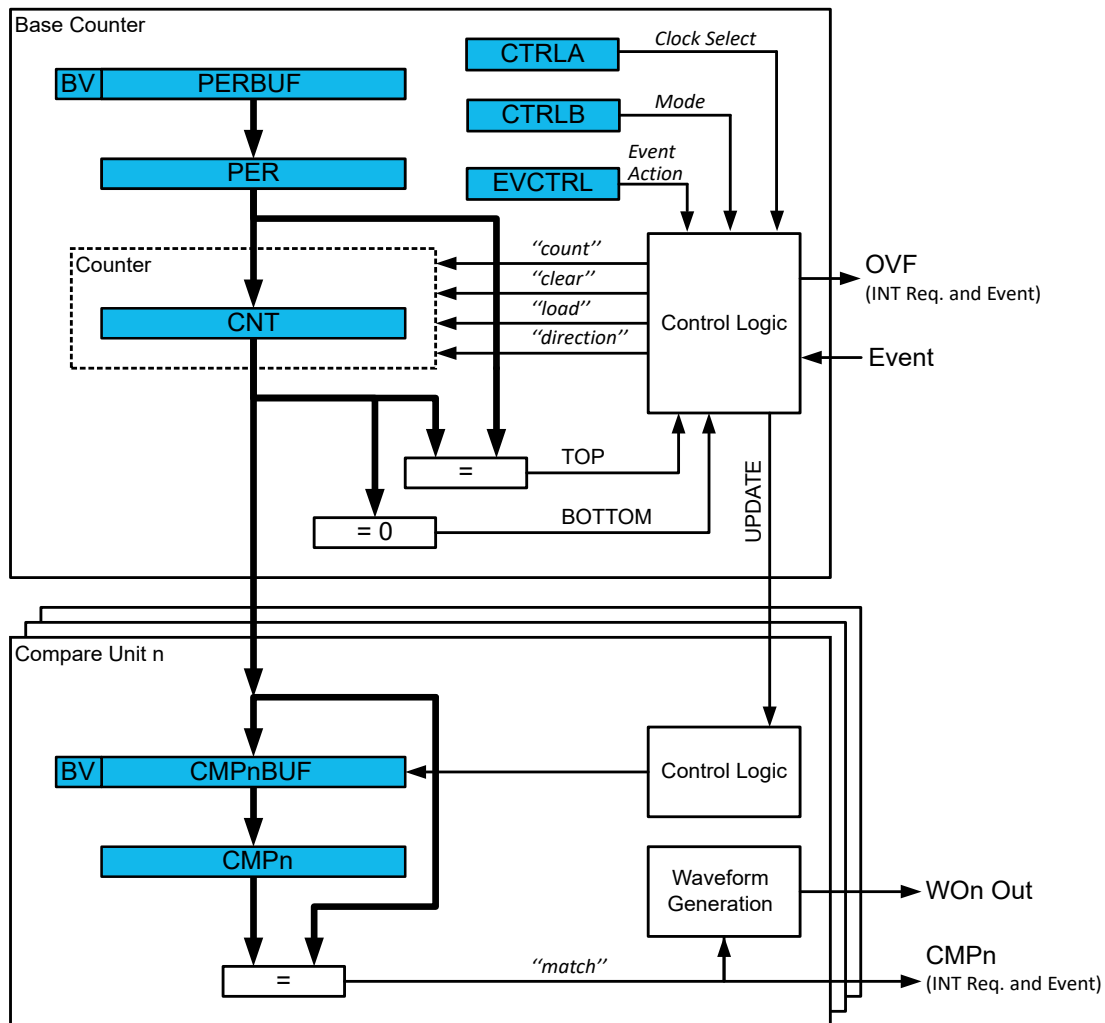 Base Counter
CTRLA
Clock Select
BV
PERBUF
CTRLB
Mode
PER
EVCTRL
Event
Action
Counter
CNT
"count"
"clear"
"load"
"direction"
Control Logic
OVF
(INT Req. and Event)
Event
=
TOP
= 0
BOTTOM
UPDATE
Compare Unit n
BV
CMPnBUF
Control Logic
CMPn
Waveform
Generation
WOn Out
=
"match"
CMPn
(INT Req. and Event)